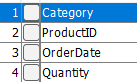 1 Category
2 ProductID
3 OrderDate
4 Quantity